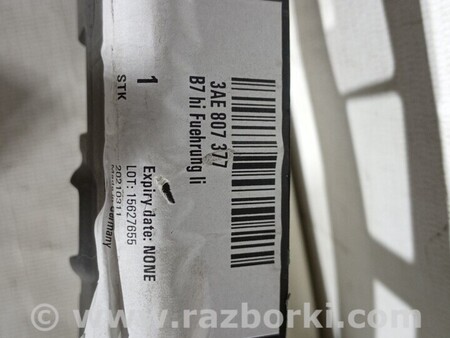 3AE 807 377
B7 hi Fuehrung li
1
STK
Expiry date: NONE
LOT: 15627655
20210311
Germany
© www.razborki.com